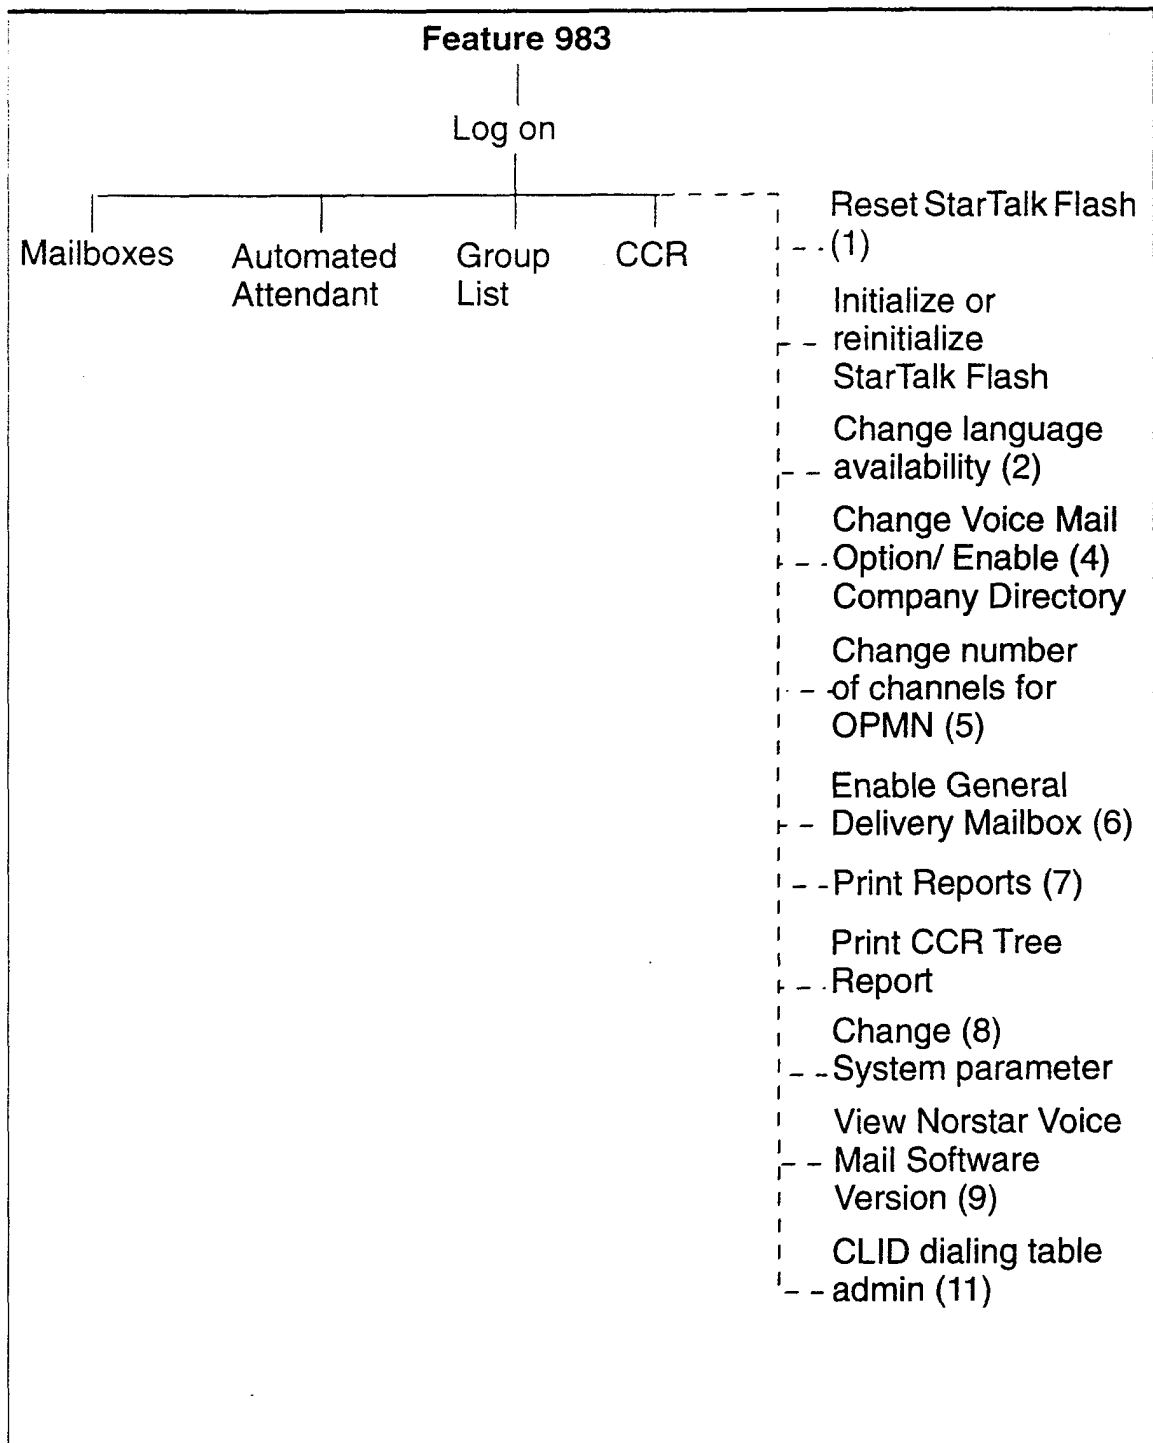 Feature 983
Log on
Mailboxes
Automated
Attendant
Group
List
CCR
Reset StarTalk Flash
(1)
Initialize or
reinitialize
StarTalk Flash
Change language
availability (2)
Change Voice Mail
Option/ Enable (4)
Company Directory
Change number
of channels for
OPMN (5)
Enable General
Delivery Mailbox (6)
Print Reports (7)
Print CCR Tree
Report
Change (8)
System parameter
View Norstar Voice
Mail Software
Version (9)
CLID dialing table
admin (11)